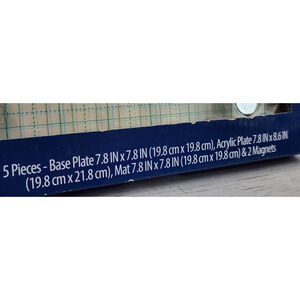 5 Pieces - Base Plate 7.8 IN x 7.8 IN (19.8 cm x 19.8 cm), Acrylic Plate 7.8 IN x 8.6 IN
(19.8 cm x 21.8 cm), Mat 7.8 IN x 7.8 IN (19.8 cm x 19.8 cm) & 2 Magnets